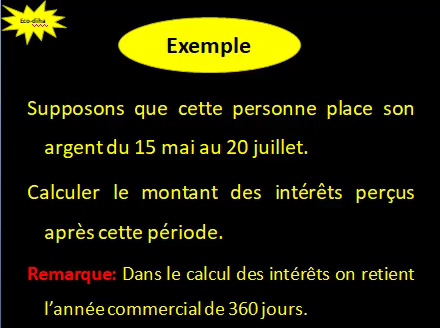 Eco-diha
Exemple
Supposons que cette personne place son
argent du 15 mai au 20 juillet.
Calculer le montant des intérêts perçus
après cette période.
Remarque: Dans le calcul des intérêts on retient
l’année commercial de 360 jours.